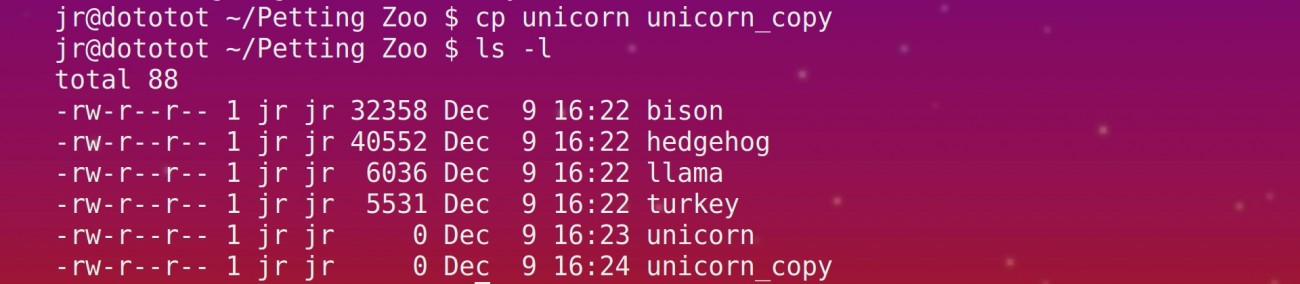 jr@dototot ~/Petting Zoo $ cp unicorn unicorn_copy
jr@dototot ~/Petting Zoo $ ls -l
total 88
-rw-r--r-- 1 jr jr 32358 Dec  9 16:22 bison
-rw-r--r-- 1 jr jr 40552 Dec  9 16:22 hedgehog
-rw-r--r-- 1 jr jr  6036 Dec  9 16:22 llama
-rw-r--r-- 1 jr jr  5531 Dec  9 16:22 turkey
-rw-r--r-- 1 jr jr     0 Dec  9 16:23 unicorn
-rw-r--r-- 1 jr jr     0 Dec  9 16:24 unicorn_copy